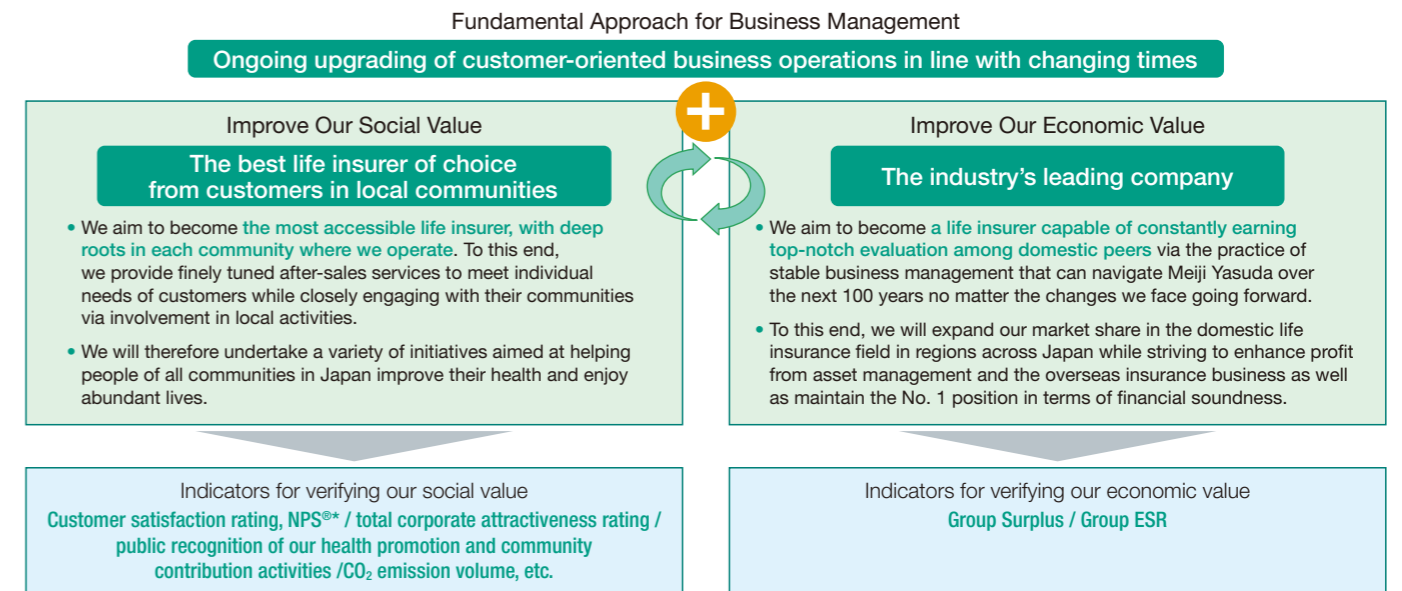 Fundamental Approach for Business Management
Ongoing upgrading of customer-oriented business operations in line with changing times
+
Improve Our Social Value
The best life insurer of choice
from customers in local communities
• We aim to become the most accessible life insurer, with deep
roots in each community where we operate. To this end,
we provide finely tuned after-sales services to meet individual
needs of customers while closely engaging with their communities
via involvement in local activities.
• We will therefore undertake a variety of initiatives aimed at helping
people of all communities in Japan improve their health and enjoy
abundant lives.
Improve Our Economic Value
The industry’s leading company
• We aim to become a life insurer capable of constantly earning
top-notch evaluation among domestic peers via the practice of
stable business management that can navigate Meiji Yasuda over
the next 100 years no matter the changes we face going forward.
• To this end, we will expand our market share in the domestic life
insurance field in regions across Japan while striving to enhance profit
from asset management and the overseas insurance business as well
as maintain the No. 1 position in terms of financial soundness.
Indicators for verifying our social value
Customer satisfaction rating, NPS®* / total corporate attractiveness rating /
public recognition of our health promotion and community
contribution activities /CO₂ emission volume, etc.
Indicators for verifying our economic value
Group Surplus / Group ESR